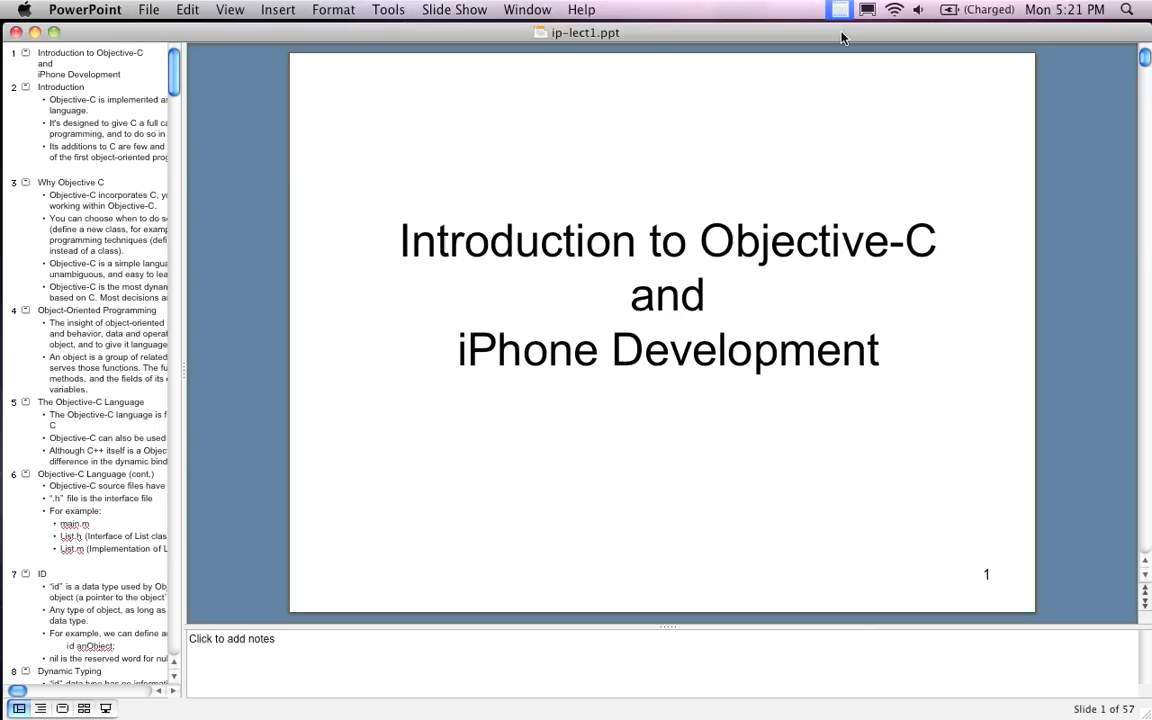 PowerPoint File Edit View Insert Format Tools Slide Show Window Help (Charged) Mon 5:21 PM
ip-lect1.ppt
1 Introduction to Objective-C
and
iPhone Development
2 Introduction
• Objective-C is implemented as
language.
• It's designed to give C a full ca
programming, and to do so in
• Its additions to C are few and
of the first object-oriented prog
3 Why Objective C
• Objective-C incorporates C, yo
working within Objective-C.
• You can choose when to do s
(define a new class, for examp
programming techniques (defi
instead of a class).
• Objective-C is a simple langua
unambiguous, and easy to lea
• Objective-C is the most dynam
based on C. Most decisions a
4 Object-Oriented Programming
• The insight of object-oriented
and behavior, data and operat
object, and to give it language
• An object is a group of related
serves those functions. The fu
methods, and the fields of its
variables.
5 The Objective-C Language
• The Objective-C language is f
C
• Objective-C can also be used
• Although C++ itself is a Objec
difference in the dynamic bind
6 Objective-C Language (cont.)
• Objective-C source files have
• ".h" file is the interface file
• For example:
• main.m
• List.h (Interface of List clas
• List.m (Implementation of L
7 ID
• "id" is a data type used by Obj
object (a pointer to the object'
• Any type of object, as long as
data type.
• For example, we can define a
id anObject;
• nil is the reserved word for nul
8 Dynamic Typing
Introduction to Objective-C
and
iPhone Development
1
Click to add notes
Slide 1 of 57